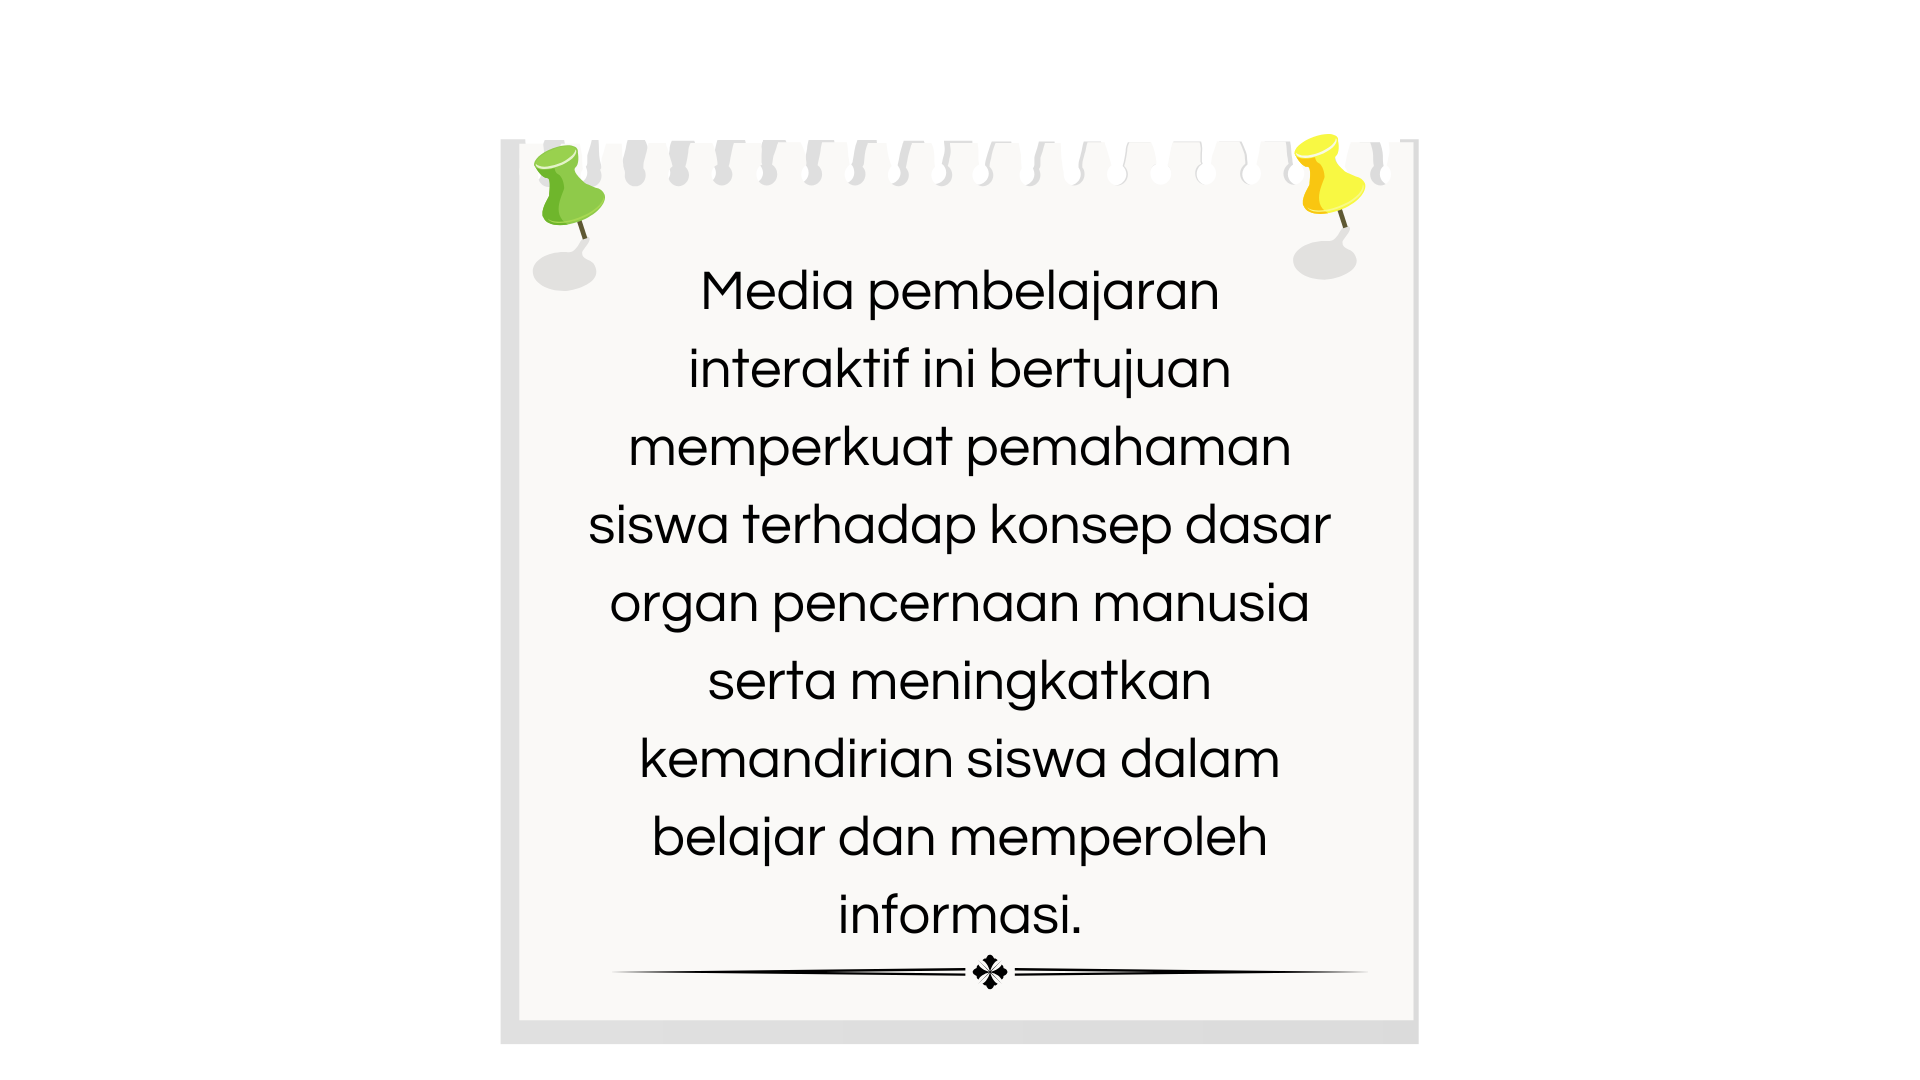 Media pembelajaran
interaktif ini bertujuan
memperkuat pemahaman
siswa terhadap konsep dasar
organ pencernaan manusia
serta meningkatkan
kemandirian siswa dalam
belajar dan memperoleh
informasi.